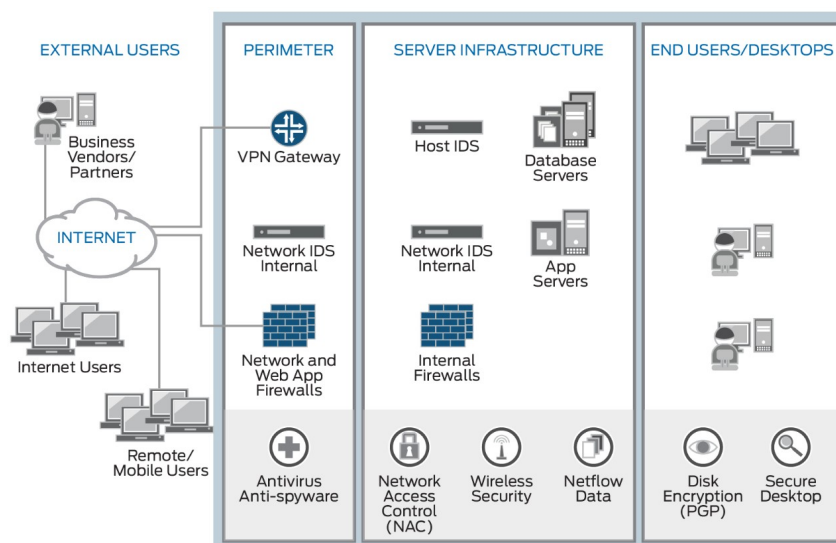 EXTERNAL USERS
Business
Vendors/
Partners
INTERNET
Internet Users
Remote/
Mobile Users
PERIMETER
VPN Gateway
Network IDS
Internal
Network and
Web App
Firewalls
Antivirus
Anti-spyware
SERVER INFRASTRUCTURE
Host IDS
Database
Servers
Network IDS
Internal
App
Servers
Internal
Firewalls
Network
Access
Control
(NAC)
Wireless
Security
Netflow
Data
END USERS/DESKTOPS
Disk
Encryption
(PGP)
Secure
Desktop